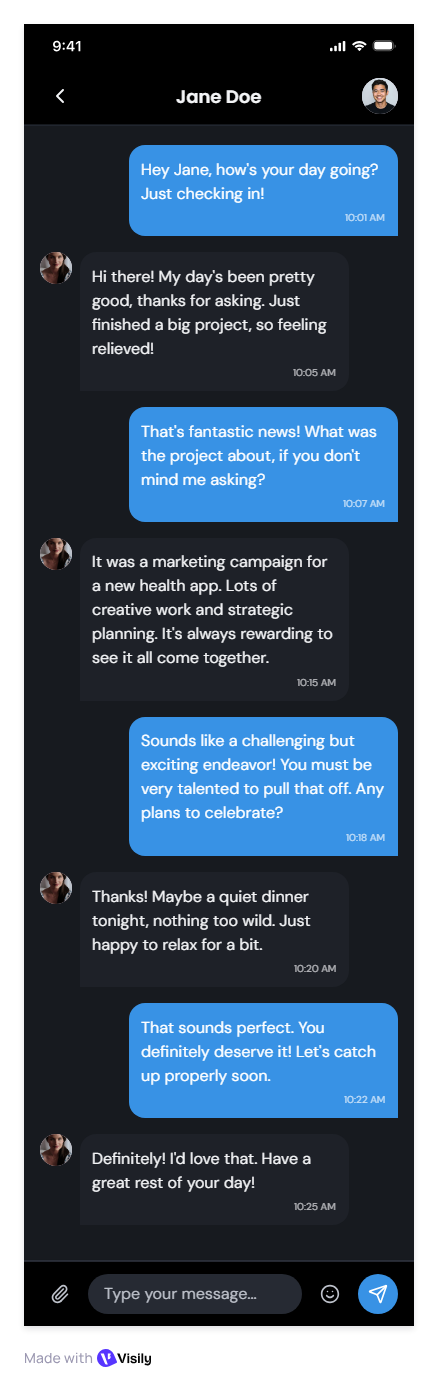 9:41
Jane Doe
Hey Jane, how's your day going?
Just checking in!
10:01 AM
Hi there! My day's been pretty
good, thanks for asking. Just
finished a big project, so feeling
relieved!
10:05 AM
That's fantastic news! What was
the project about, if you don't
mind me asking?
10:07 AM
It was a marketing campaign for
a new health app. Lots of
creative work and strategic
planning. It's always rewarding to
see it all come together.
10:15 AM
Sounds like a challenging but
exciting endeavor! You must be
very talented to pull that off. Any
plans to celebrate?
10:18 AM
Thanks! Maybe a quiet dinner
tonight, nothing too wild. Just
happy to relax for a bit.
10:20 AM
That sounds perfect. You
definitely deserve it! Let's catch
up properly soon.
10:22 AM
Definitely! I'd love that. Have a
great rest of your day!
10:25 AM
Type your message...
Made with Visily